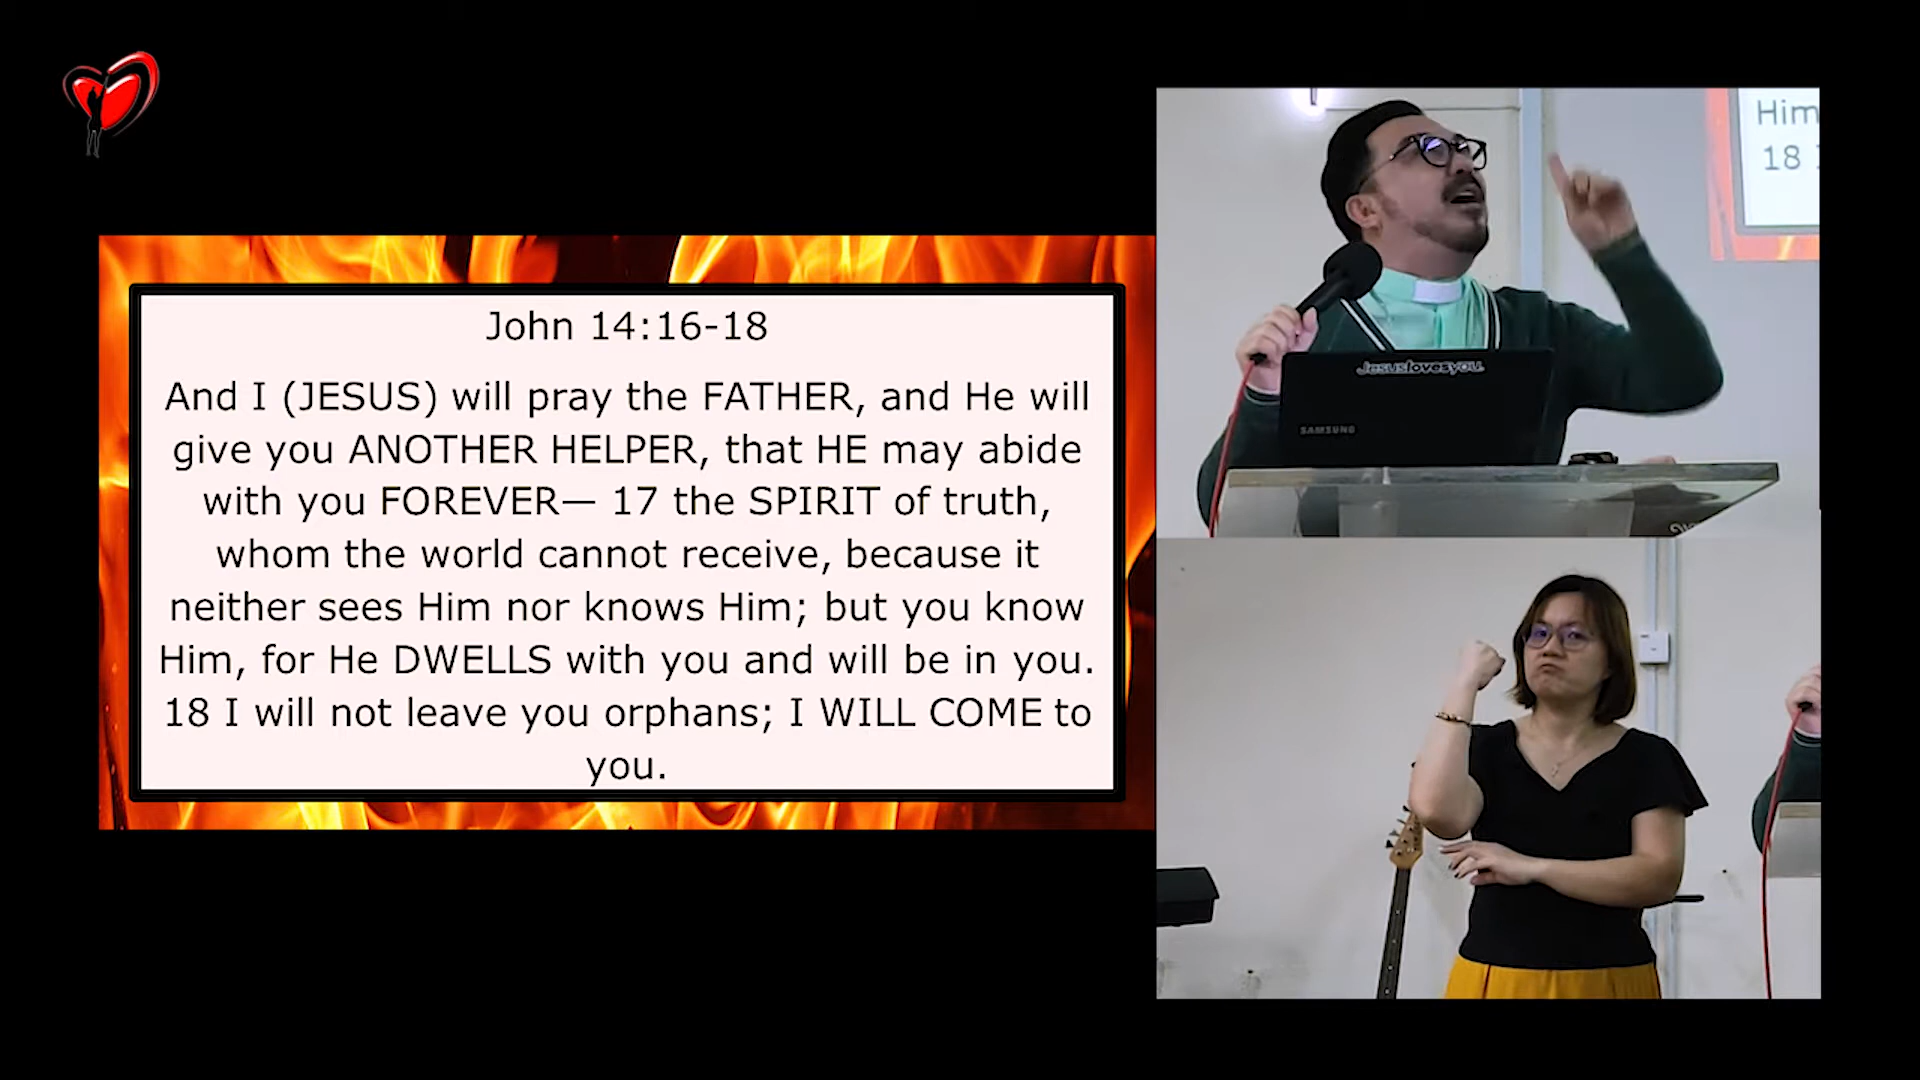 John 14:16-18
And I (JESUS) will pray the FATHER, and He will
give you ANOTHER HELPER, that HE may abide
with you FOREVER— 17 the SPIRIT of truth,
whom the world cannot receive, because it
neither sees Him nor knows Him; but you know
Him, for He DWELLS with you and will be in you.
18 I will not leave you orphans; I WILL COME to
you.
Him
18
Jesuslovesyou.
SAMSUNG